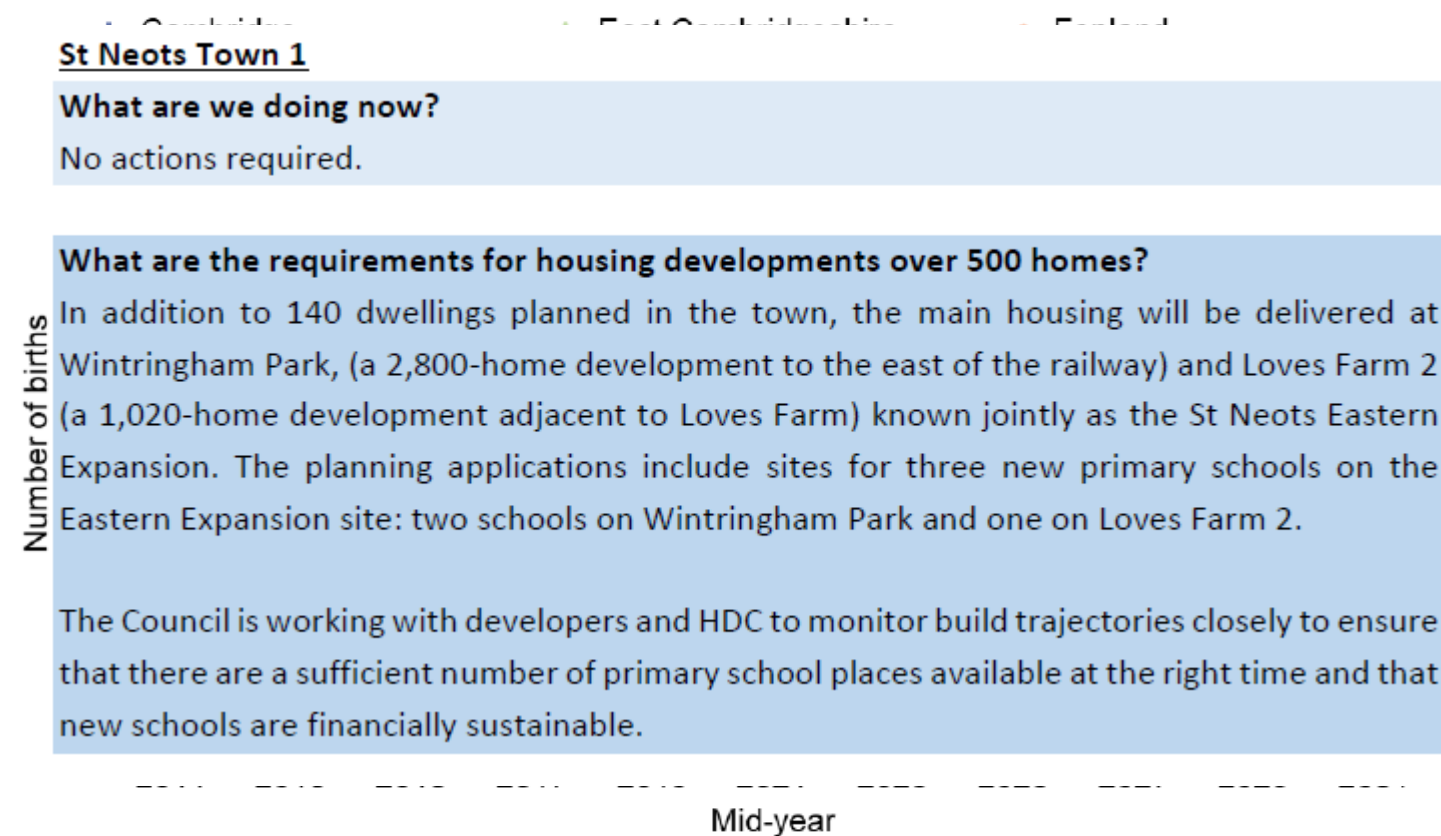 St Neots Town 1
What are we doing now?
No actions required.
What are the requirements for housing developments over 500 homes?
In addition to 140 dwellings planned in the town, the main housing will be delivered at
Wintringham Park, (a 2,800-home development to the east of the railway) and Loves Farm 2
(a 1,020-home development adjacent to Loves Farm) known jointly as the St Neots Eastern
Expansion. The planning applications include sites for three new primary schools on the
Eastern Expansion site: two schools on Wintringham Park and one on Loves Farm 2.
The Council is working with developers and HDC to monitor build trajectories closely to ensure
that there are a sufficient number of primary school places available at the right time and that
new schools are financially sustainable.
Number of births
Mid-year